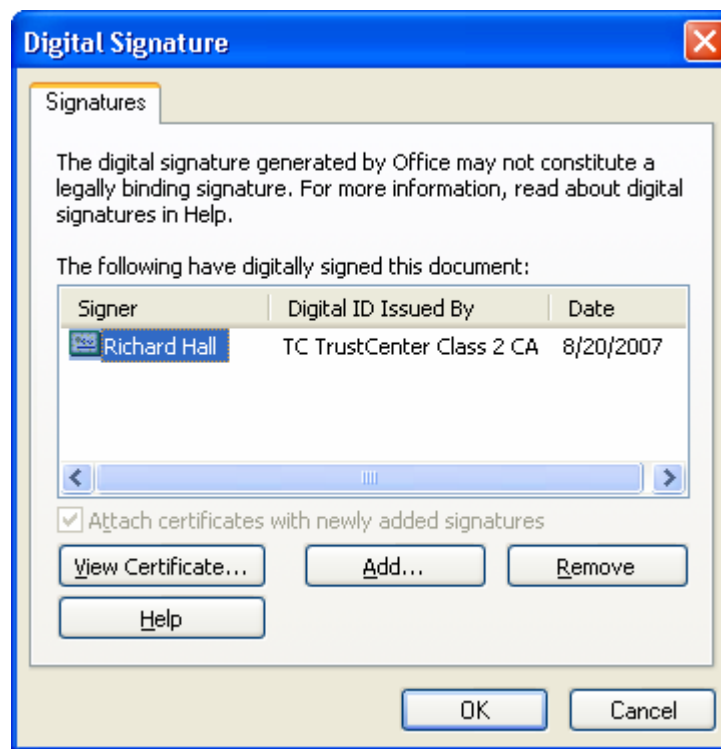 Digital Signature
Signatures
The digital signature generated by Office may not constitute a
legally binding signature. For more information, read about digital
signatures in Help.
The following have digitally signed this document:
Signer Digital ID Issued By Date
Richard Hall TC TrustCenter Class 2 CA 8/20/2007
Attach certificates with newly added signatures
View Certificate... Add... Remove
Help
OK Cancel